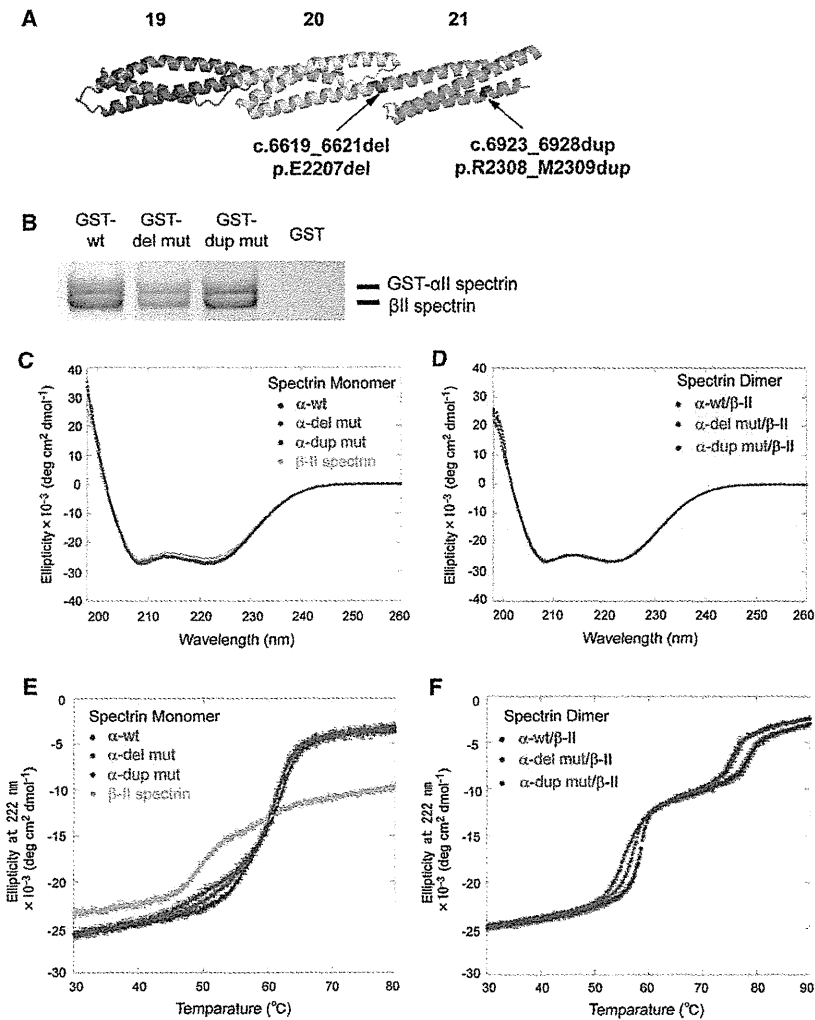 A
19 20 21
c.6619_6621del
p.E2207del
c.6923_6928dup
p.R2308_M2309dup
B
GST-
wt
GST-
del mut
GST-
dup mut
GST
GST-αII spectrin
βII spectrin
C
Ellipticity × 10⁻³ (deg cm² dmol⁻¹)
40
30
20
10
0
-10
-20
-30
-40
Spectrin Monomer
α-wt
α-del mut
α-dup mut
β-II spectrin
200 210 220 230 240 250 260
Wavelength (nm)
D
Ellipticity × 10⁻³ (deg cm² dmol⁻¹)
40
30
20
10
0
-10
-20
-30
-40
Spectrin Dimer
α-wt/β-II
α-del mut/β-II
α-dup mut/β-II
200 210 220 230 240 250 260
Wavelength (nm)
E
Ellipticity at 222 nm
× 10⁻³ (deg cm² dmol⁻¹)
0
-5
-10
-15
-20
-25
-30
Spectrin Monomer
α-wt
α-del mut
α-dup mut
β-II spectrin
30 40 50 60 70 80
Temparature (°C)
F
Ellipticity at 222 nm
× 10⁻³ (deg cm² dmol⁻¹)
0
-5
-10
-15
-20
-25
-30
Spectrin Dimer
α-wt/β-II
α-del mut/β-II
α-dup mut/β-II
30 40 50 60 70 80 90
Temparature (°C)